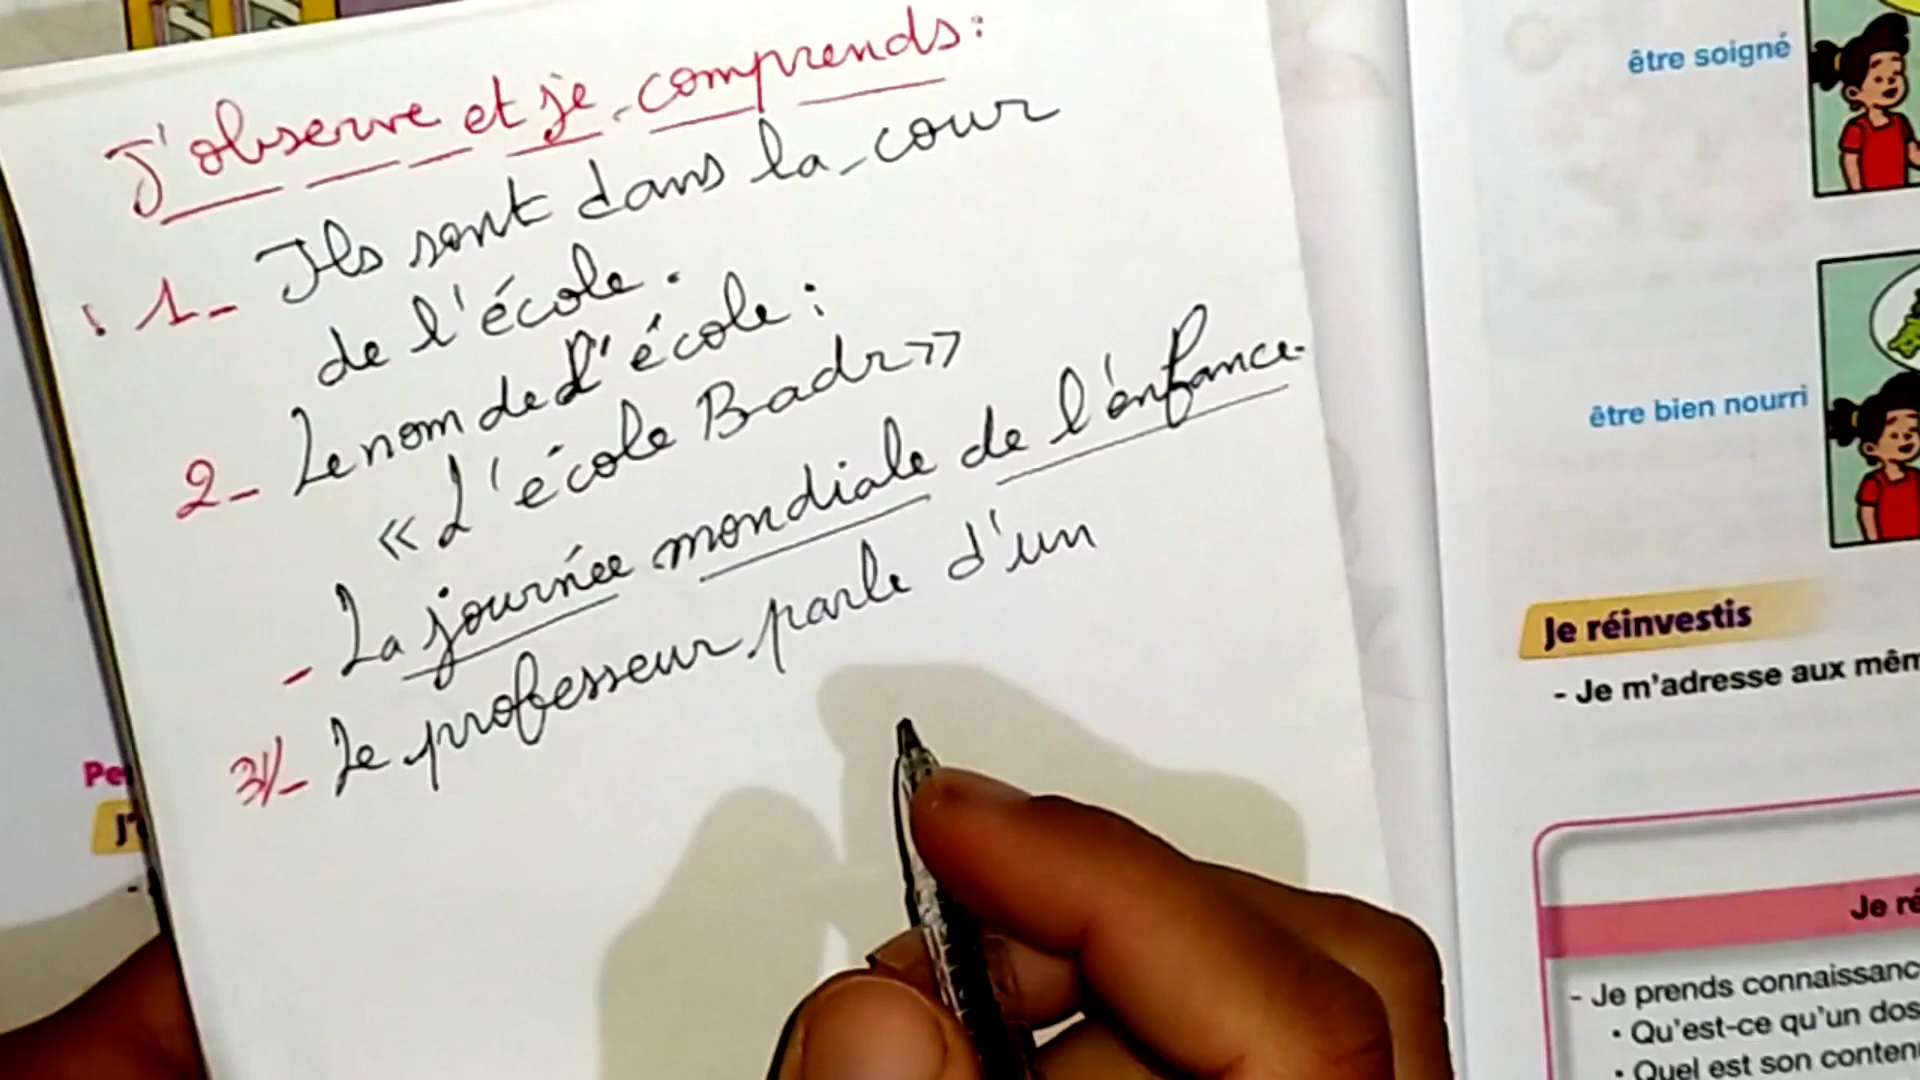 J'observe et je comprends:
1- Ils sont dans la cour
de l'école.
2- Le nom de l'école:
« L'école Badr »
- La journée mondiale de l'enfance.
3/- Le professeur parle d'un
être soigné
être bien nourri
Je réinvestis
- Je m'adresse aux mêm
Je ré
- Je prends connaissanc
• Qu'est-ce qu'un dos
• Quel est son conten
Pe
J'